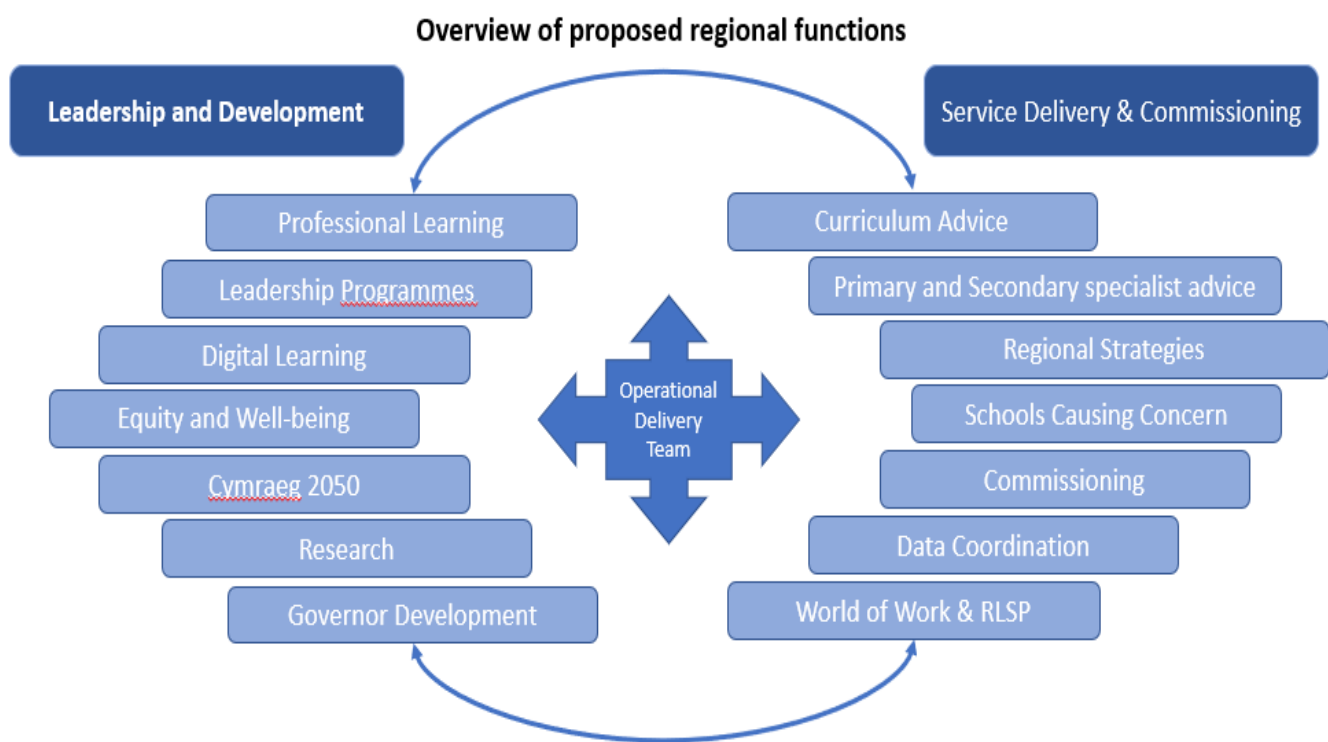 Overview of proposed regional functions
Leadership and Development
Service Delivery & Commissioning
Professional Learning
Leadership Programmes
Digital Learning
Equity and Well-being
Cymraeg 2050
Research
Governor Development
Operational
Delivery
Team
Curriculum Advice
Primary and Secondary specialist advice
Regional Strategies
Schools Causing Concern
Commissioning
Data Coordination
World of Work & RLSP